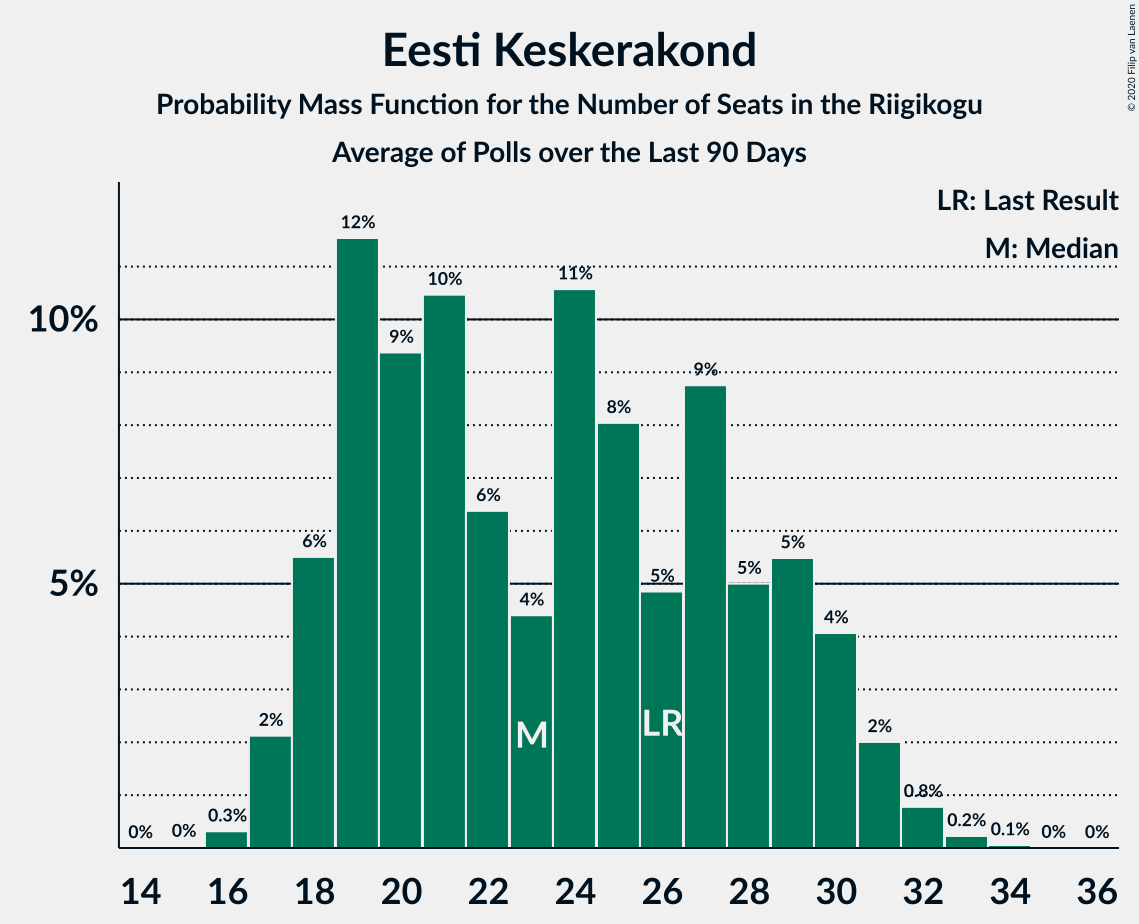 Eesti Keskerakond
Probability Mass Function for the Number of Seats in the Riigikogu
Average of Polls over the Last 90 Days
© 2020 Filip van Laenen
LR: Last Result
M: Median
10%
5%
0%
0%
0.3%
2%
6%
12%
9%
10%
6%
4%
11%
8%
5%
9%
5%
5%
4%
2%
0.8%
0.2%
0.1%
0%
0%
M
LR
14 16 18 20 22 24 26 28 30 32 34 36